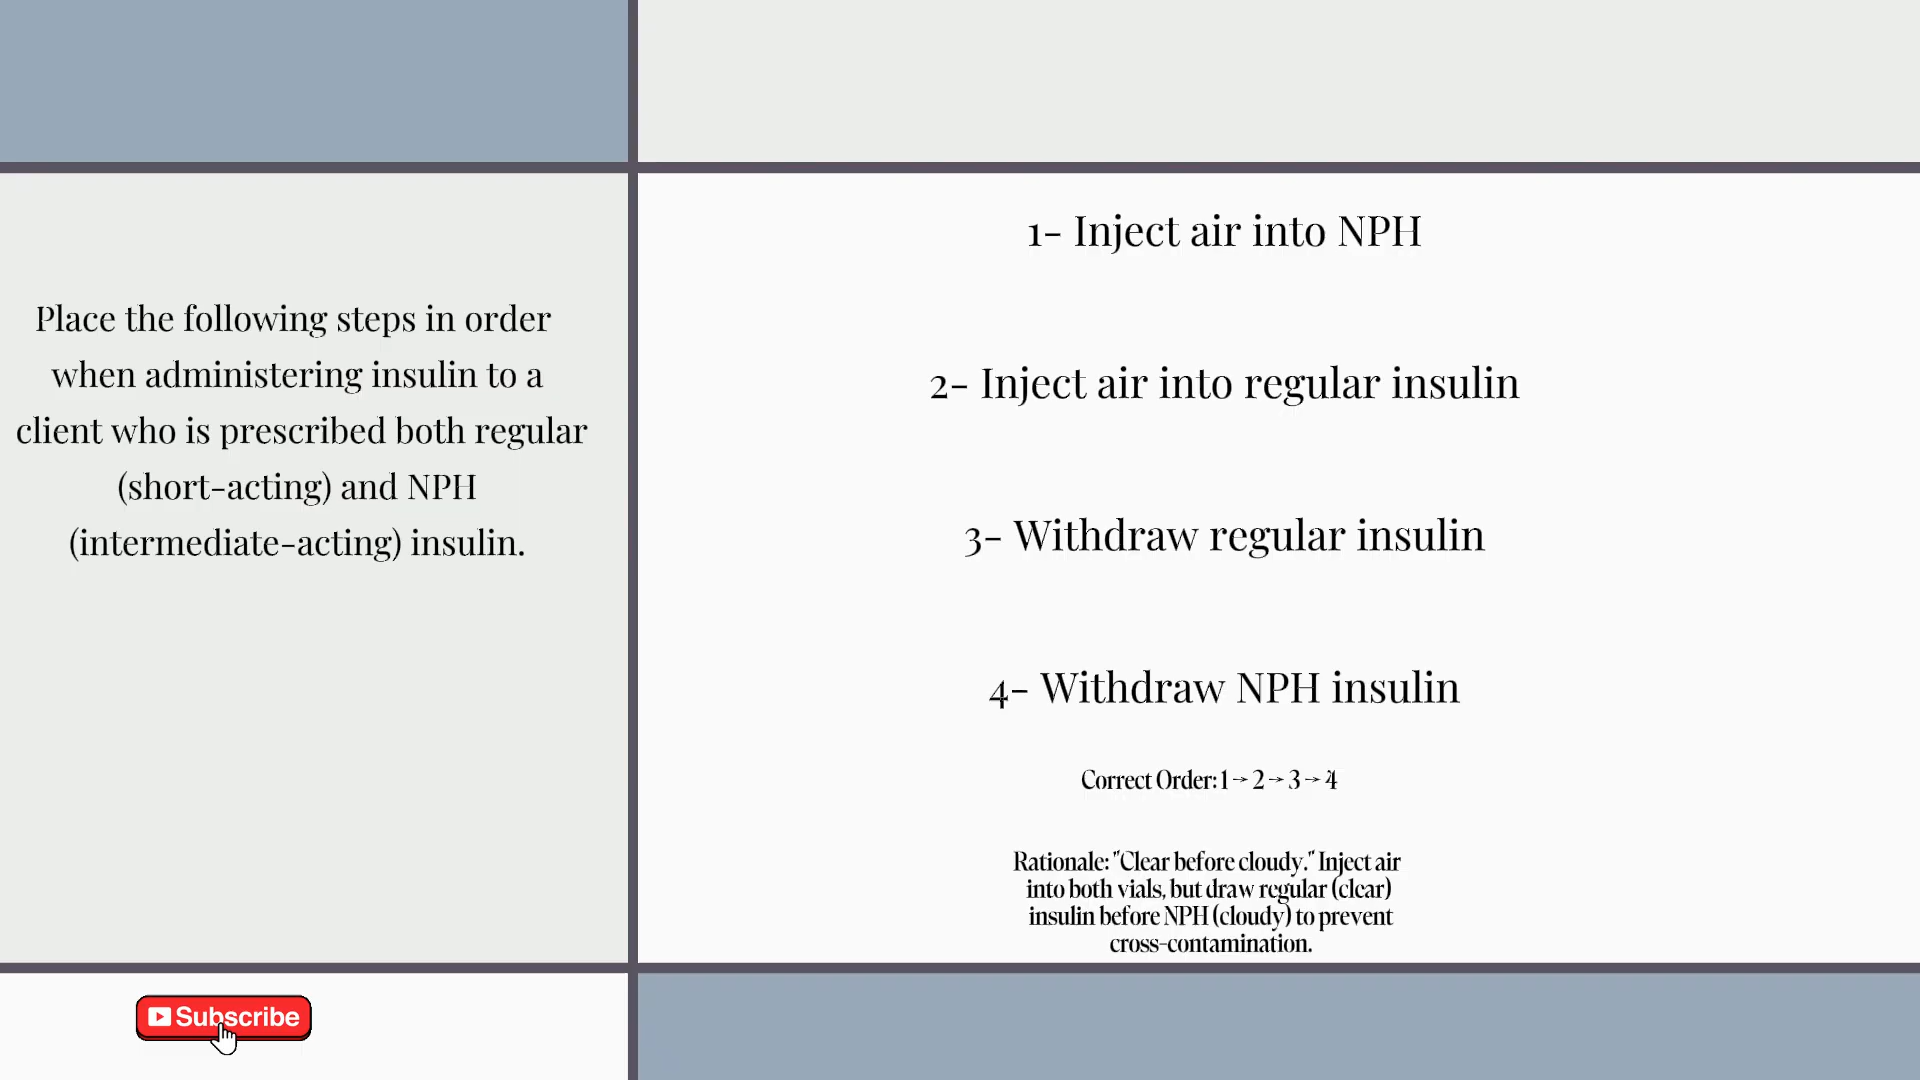 Place the following steps in order
when administering insulin to a
client who is prescribed both regular
(short-acting) and NPH
(intermediate-acting) insulin.
1- Inject air into NPH
2- Inject air into regular insulin
3- Withdraw regular insulin
4- Withdraw NPH insulin
Correct Order: 1 → 2 → 3 → 4
Rationale: "Clear before cloudy." Inject air
into both vials, but draw regular (clear)
insulin before NPH (cloudy) to prevent
cross-contamination.
Subscribe